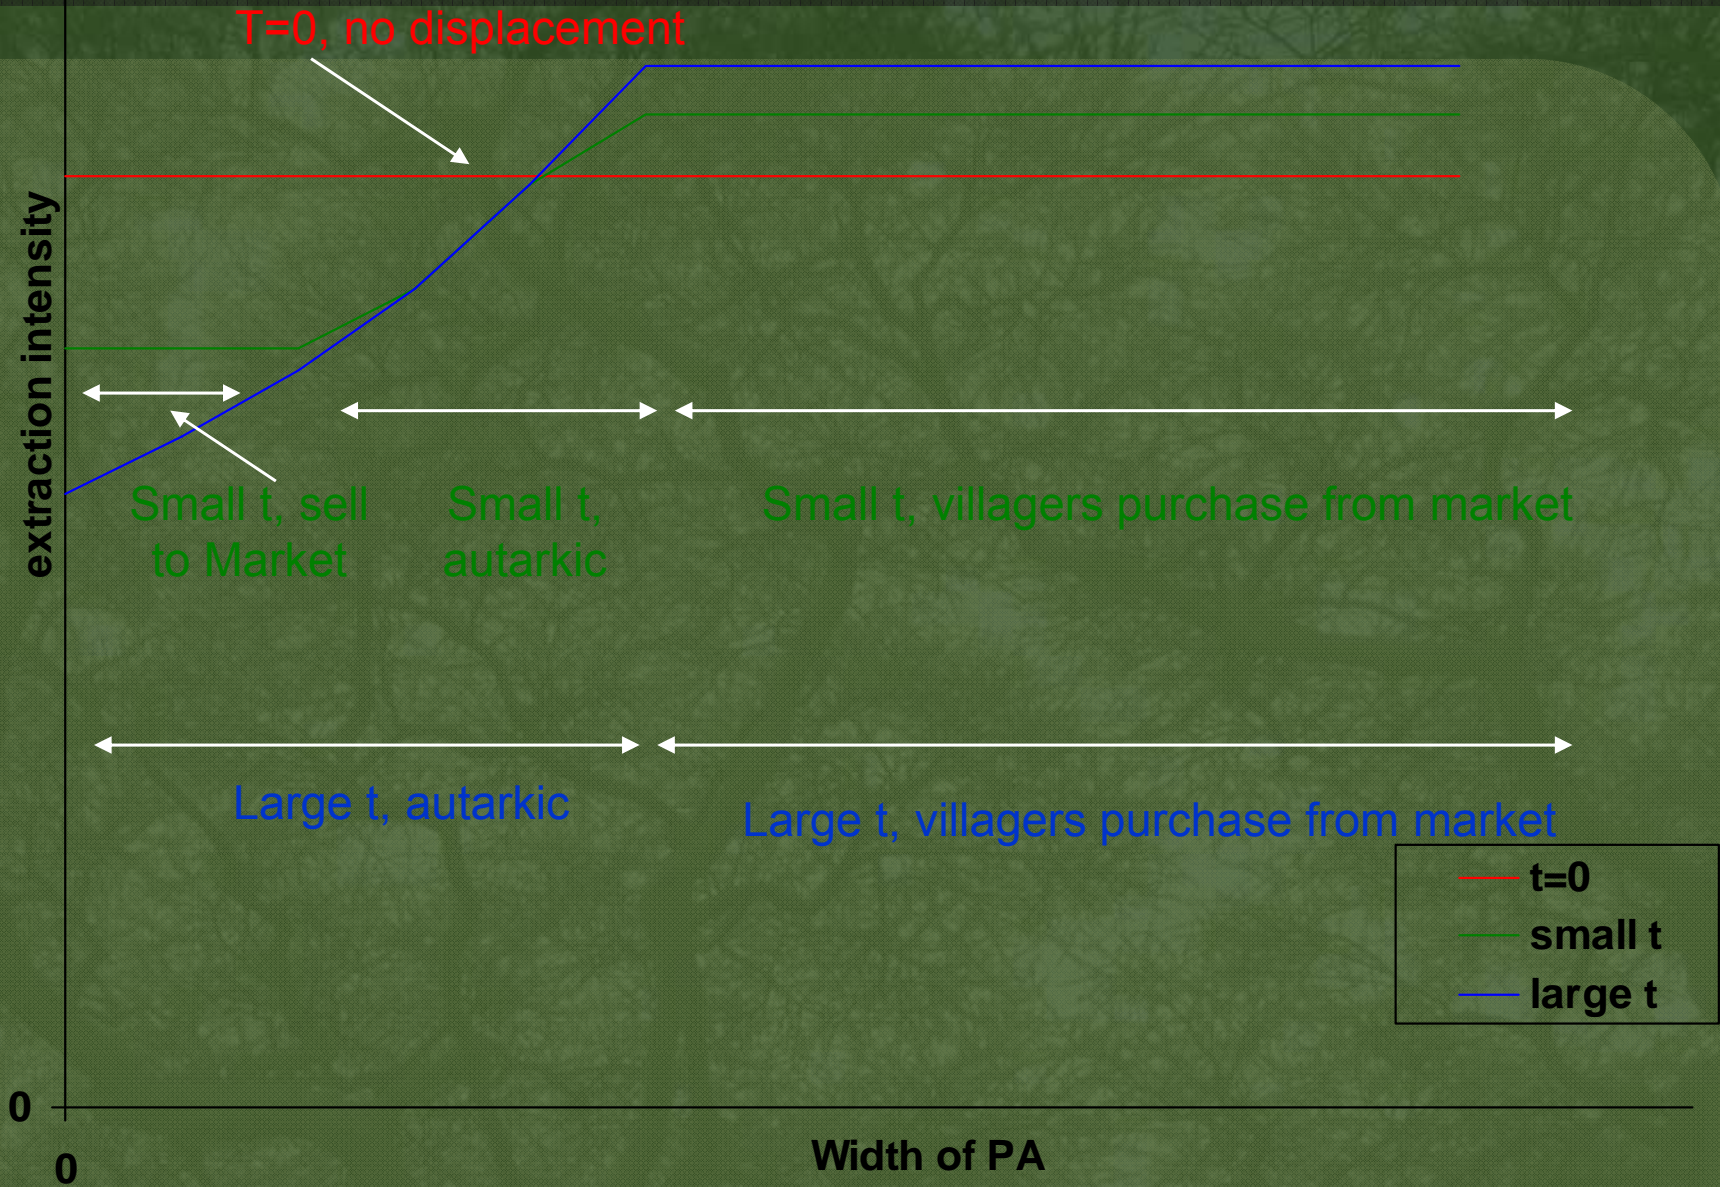 T=0, no displacement
extraction intensity
Small t, sell
to Market
Small t,
autarkic
Small t, villagers purchase from market
Large t, autarkic
Large t, villagers purchase from market
t=0
small t
large t
0
0
Width of PA